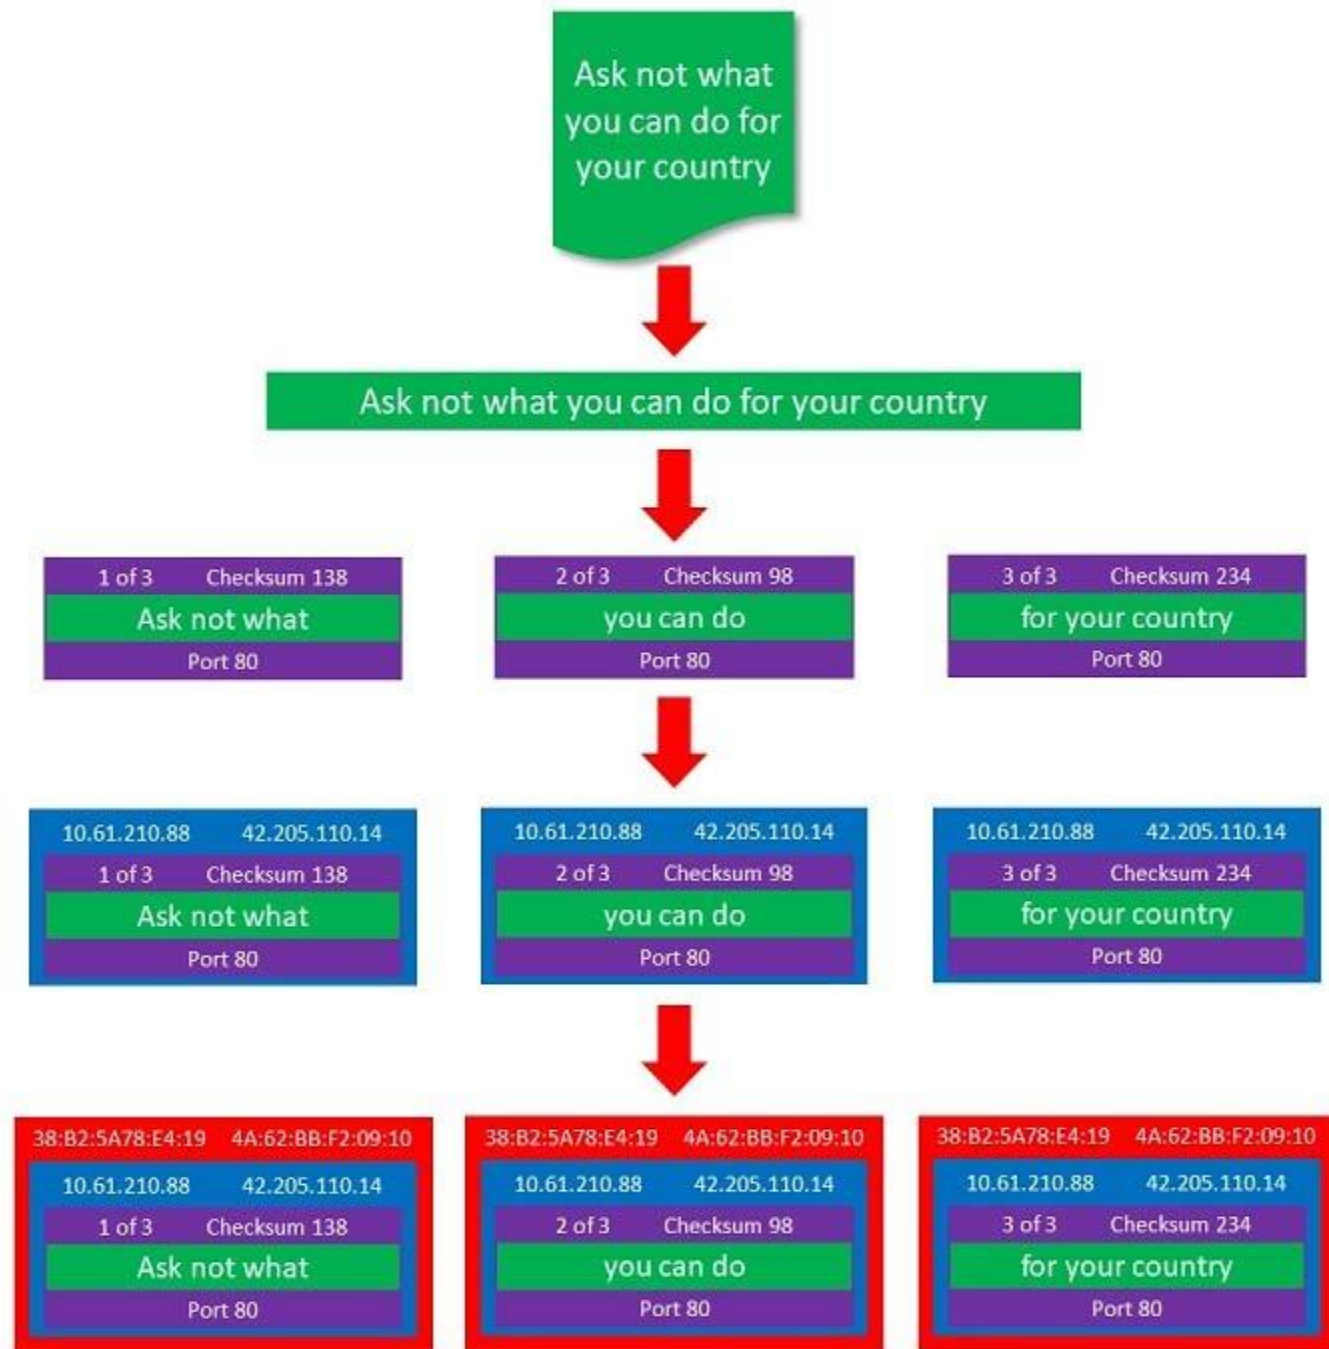 Ask not what
you can do for
your country
Ask not what you can do for your country
1 of 3 Checksum 138
Ask not what
Port 80
2 of 3 Checksum 98
you can do
Port 80
3 of 3 Checksum 234
for your country
Port 80
10.61.210.88 42.205.110.14
1 of 3 Checksum 138
Ask not what
Port 80
10.61.210.88 42.205.110.14
2 of 3 Checksum 98
you can do
Port 80
10.61.210.88 42.205.110.14
3 of 3 Checksum 234
for your country
Port 80
38:B2:5A78:E4:19 4A:62:BB:F2:09:10
10.61.210.88 42.205.110.14
1 of 3 Checksum 138
Ask not what
Port 80
38:B2:5A78:E4:19 4A:62:BB:F2:09:10
10.61.210.88 42.205.110.14
2 of 3 Checksum 98
you can do
Port 80
38:B2:5A78:E4:19 4A:62:BB:F2:09:10
10.61.210.88 42.205.110.14
3 of 3 Checksum 234
for your country
Port 80